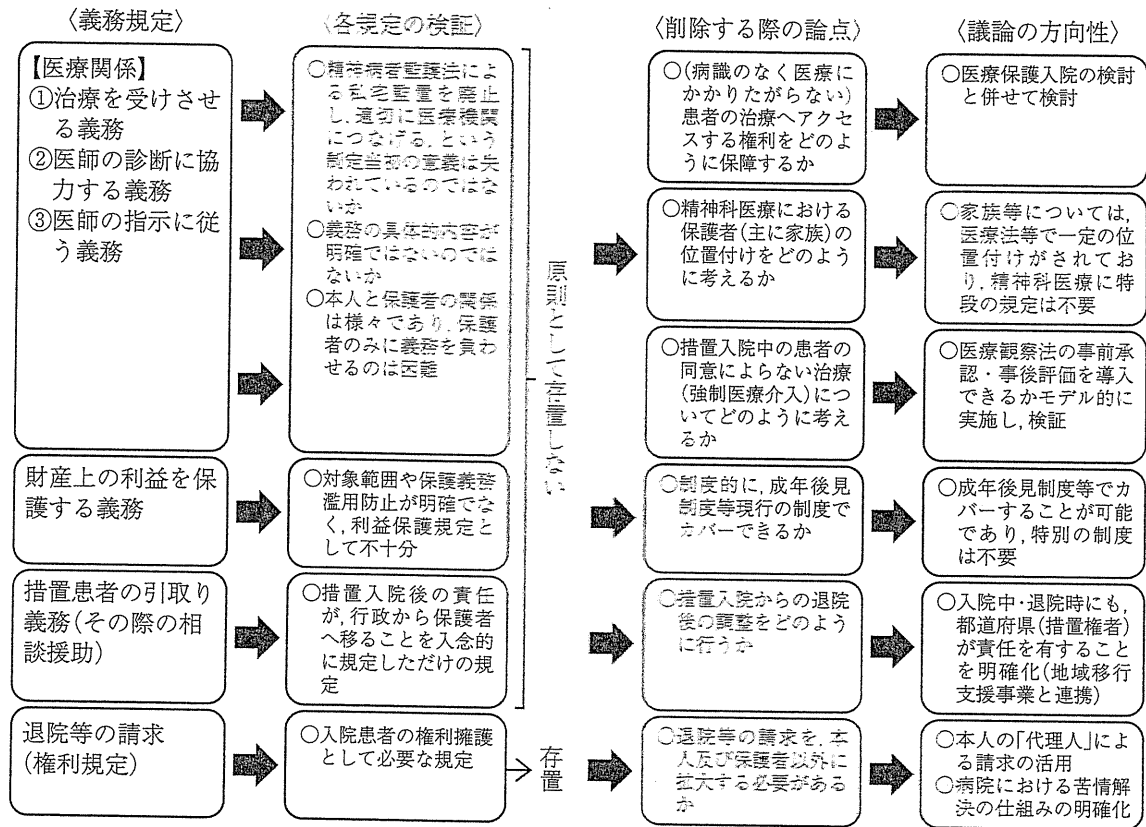 〈義務規定〉
〈各規定の検証〉
〈削除する際の論点〉
〈議論の方向性〉
【医療関係】
①治療を受けさせ
る義務
②医師の診断に協
力する義務
③医師の指示に従
う義務
○精神病者監護法によ
る私宅監置を廃止
し,適切に医療機関
につなげる,という
制定当初の意義は失
われているのではな
いか
○義務の具体的内容が
明確ではないのでは
ないか
○本人と保護者の関係
は様々であり,保護
者のみに義務を負わ
せるのは困難
原則として存置しない
○(病識のなく医療に
かかりたがらない)
患者の治療へアクセ
スする権利をどの
ように保障するか
○医療保護入院の検討
と併せて検討
○精神科医療における
保護者(主に家族)の
位置付けをどのよう
に考えるか
○家族等については,
医療法等で一定の位
置付けがされてお
り,精神科医療に特
段の規定は不要
○措置入院中の患者の
同意によらない治療
(強制医療介入)につ
いてどのように考え
るか
○医療観察法の事前承
認・事後評価を導入
できるかモデル的に
実施し,検証
財産上の利益を保
護する義務
○対象範囲や保護義務
濫用防止が明確でな
く,利益保護規定と
して不十分
○制度的に,成年後見
制度等現行の制度で
カバーできるか
○成年後見制度等でカ
バーすることが可能
であり,特別の制度
は不要
措置患者の引取り
義務(その際の相
談援助)
○措置入院後の責任
が,行政から保護者
へ移ることを入念的
に規定しただけの規
定
○措置入院からの退院
後の調整をどのよう
に行うか
○入院中・退院時にも,
都道府県(措置権者)
が責任を有すること
を明確化(地域移行
支援事業と連携)
退院等の請求
(権利規定)
○入院患者の権利擁護
として必要な規定
存置
○退院等の請求を,本
人及び保護者以外に
拡大する必要がある
か
○本人の「代理人」によ
る請求の活用
○病院における苦情解
決の仕組みの明確化